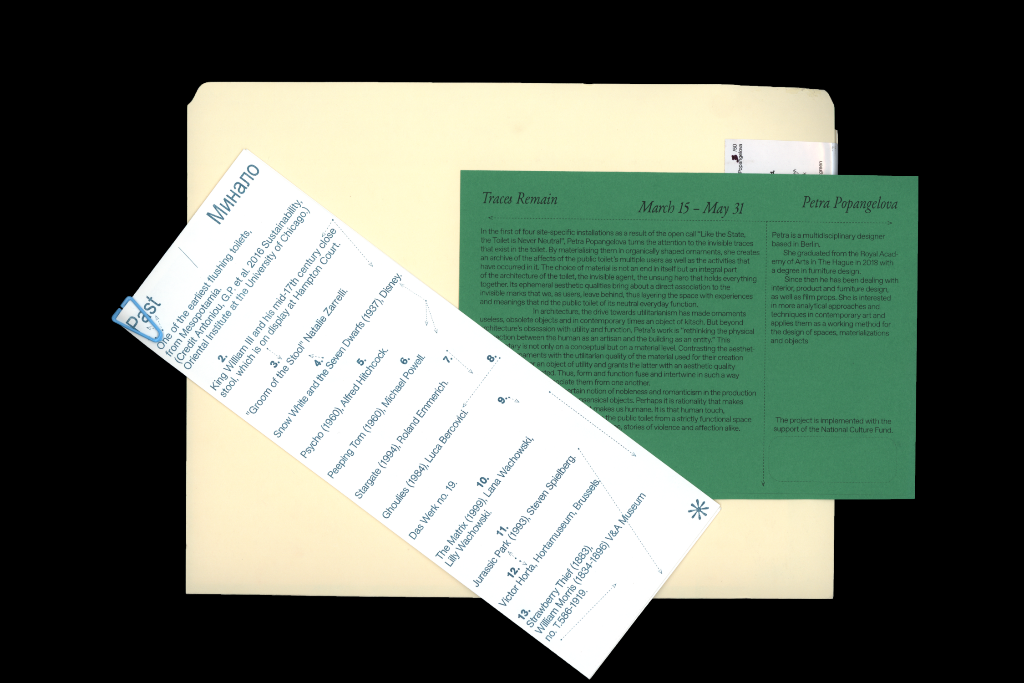 Минало
Past
One of the earliest flushing toilets,
from Mesopotamia.
(Credit Antoniou, G.P. et al. 2016 Sustainability,
Oriental Institute at the University of Chicago.)
2.
King William III and his mid-17th century close
stool, which is on display at Hampton Court.
3.
"Groom of the Stool" Natalie Zarrelli.
4.
Snow White and the Seven Dwarfs (1937), Disney.
5.
Psycho (1960), Alfred Hitchcock.
6.
Peeping Tom (1960), Michael Powell.
7.
Stargate (1994), Roland Emmerich.
8.
Ghoulies (1984), Luca Bercovici.
9.
Das Werk no. 19.
10.
The Matrix (1999), Lana Wachowski,
Lilly Wachowski.
11.
Jurassic Park (1993), Steven Spielberg.
12.
Victor Horta, Hortamuseum, Brussels.
13.
Strawberry Thief (1883),
William Morris (1834-1896) V&A Museum
no. T.586-1919.
Traces Remain
March 15 – May 31
Petra Popangelova
In the first of four site-specific installations as a result of the open call "Like the State,
the Toilet is Never Neutral", Petra Popangelova turns the attention to the invisible traces
that exist in the toilet. By materialising them in organically shaped ornaments, she creates
an archive of the affects of the public toilet's multiple users as well as the activities that
have occurred in it. The choice of material is not an end in itself but an integral part
of the architecture of the toilet, the invisible agent, the unsung hero that holds everything
together. Its ephemeral aesthetic qualities bring about a direct association to the
invisible marks that we, as users, leave behind, thus layering the space with experiences
and meanings that rid the public toilet of its neutral everyday function.
In architecture, the drive towards utilitarianism has made ornaments
useless, obsolete objects and in contemporary times an object of kitsch. But beyond
architecture's obsession with utility and function, Petra's work is "rethinking the physical
connection between the human as an artisan and the building as an entity." This
is not only on a conceptual but on a material level. Contrasting the aesthet
ornaments with the utilitarian quality of the material used for their creation
an object of utility and grants the latter with an aesthetic quality
Thus, form and function fuse and intertwine in such a way
them from one another.
certain notion of nobleness and romanticism in the production
objects. Perhaps it is rationality that makes
makes us humans. It is that human touch,
the public toilet from a strictly functional space
stories of violence and affection alive.
Petra is a multidisciplinary designer
based in Berlin.
She graduated from the Royal Acad-
emy of Arts in The Hague in 2018 with
a degree in furniture design.
Since then he has been dealing with
interior, product and furniture design,
as well as film props. She is interested
in more analytical approaches and
techniques in contemporary art and
applies them as a working method for
the design of spaces, materializations
and objects.
The project is implemented with the
support of the National Culture Fund.
Popangelova